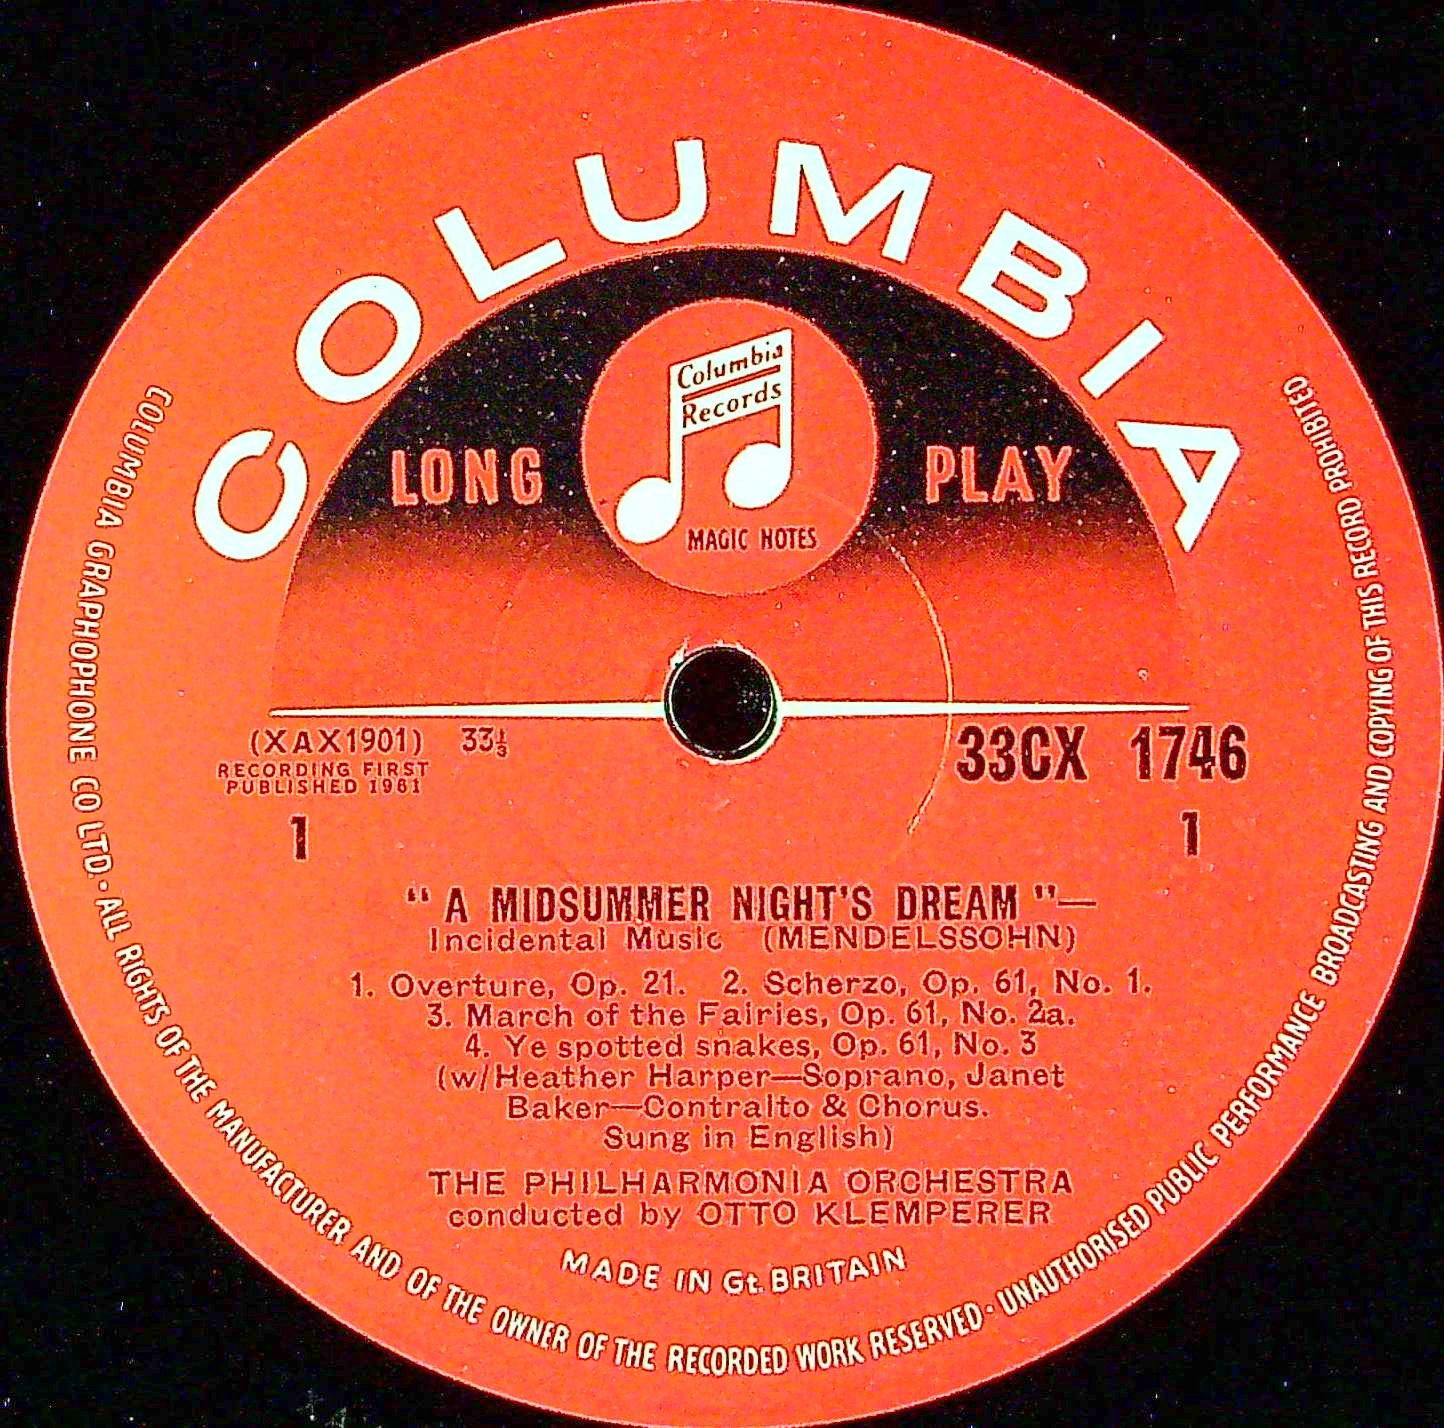 COLUMBIA
Columbia
Records
LONG PLAY
MAGIC NOTES
(XAX1901) 33⅓ 33CX 1746
RECORDING FIRST
PUBLISHED 1961
1 1
" A MIDSUMMER NIGHT'S DREAM "—
Incidental Music (MENDELSSOHN)
1. Overture, Op. 21. 2. Scherzo, Op. 61, No. 1.
3. March of the Fairies, Op. 61, No. 2a.
4. Ye spotted snakes, Op. 61, No. 3
(w/Heather Harper—Soprano, Janet
Baker—Contralto & Chorus.
Sung in English)
THE PHILHARMONIA ORCHESTRA
conducted by OTTO KLEMPERER
MADE IN Gt. BRITAIN
COLUMBIA GRAPHOPHONE CO LTD · ALL RIGHTS OF THE MANUFACTURER AND OF THE OWNER OF THE RECORDED WORK RESERVED · UNAUTHORISED PUBLIC PERFORMANCE BROADCASTING AND COPYING OF THIS RECORD PROHIBITED